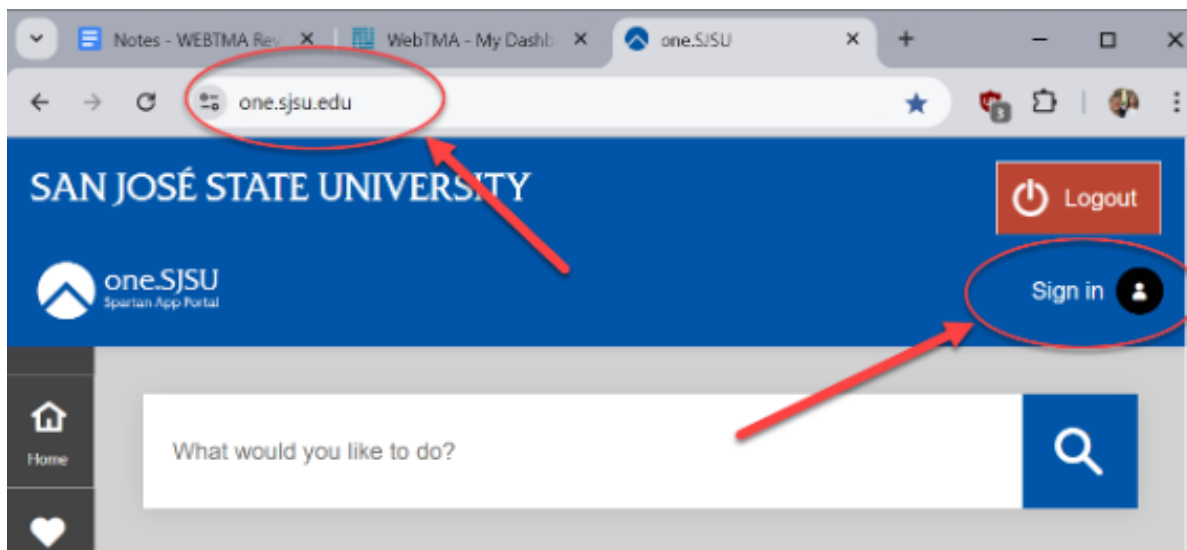 Notes - WEBTMA Rev
WebTMA - My Dashb
one.SJSU
one.sjsu.edu
3
SAN JOSÉ STATE UNIVERSITY
Logout
one.SJSU
Spartan App Portal
Sign in
Home
What would you like to do?